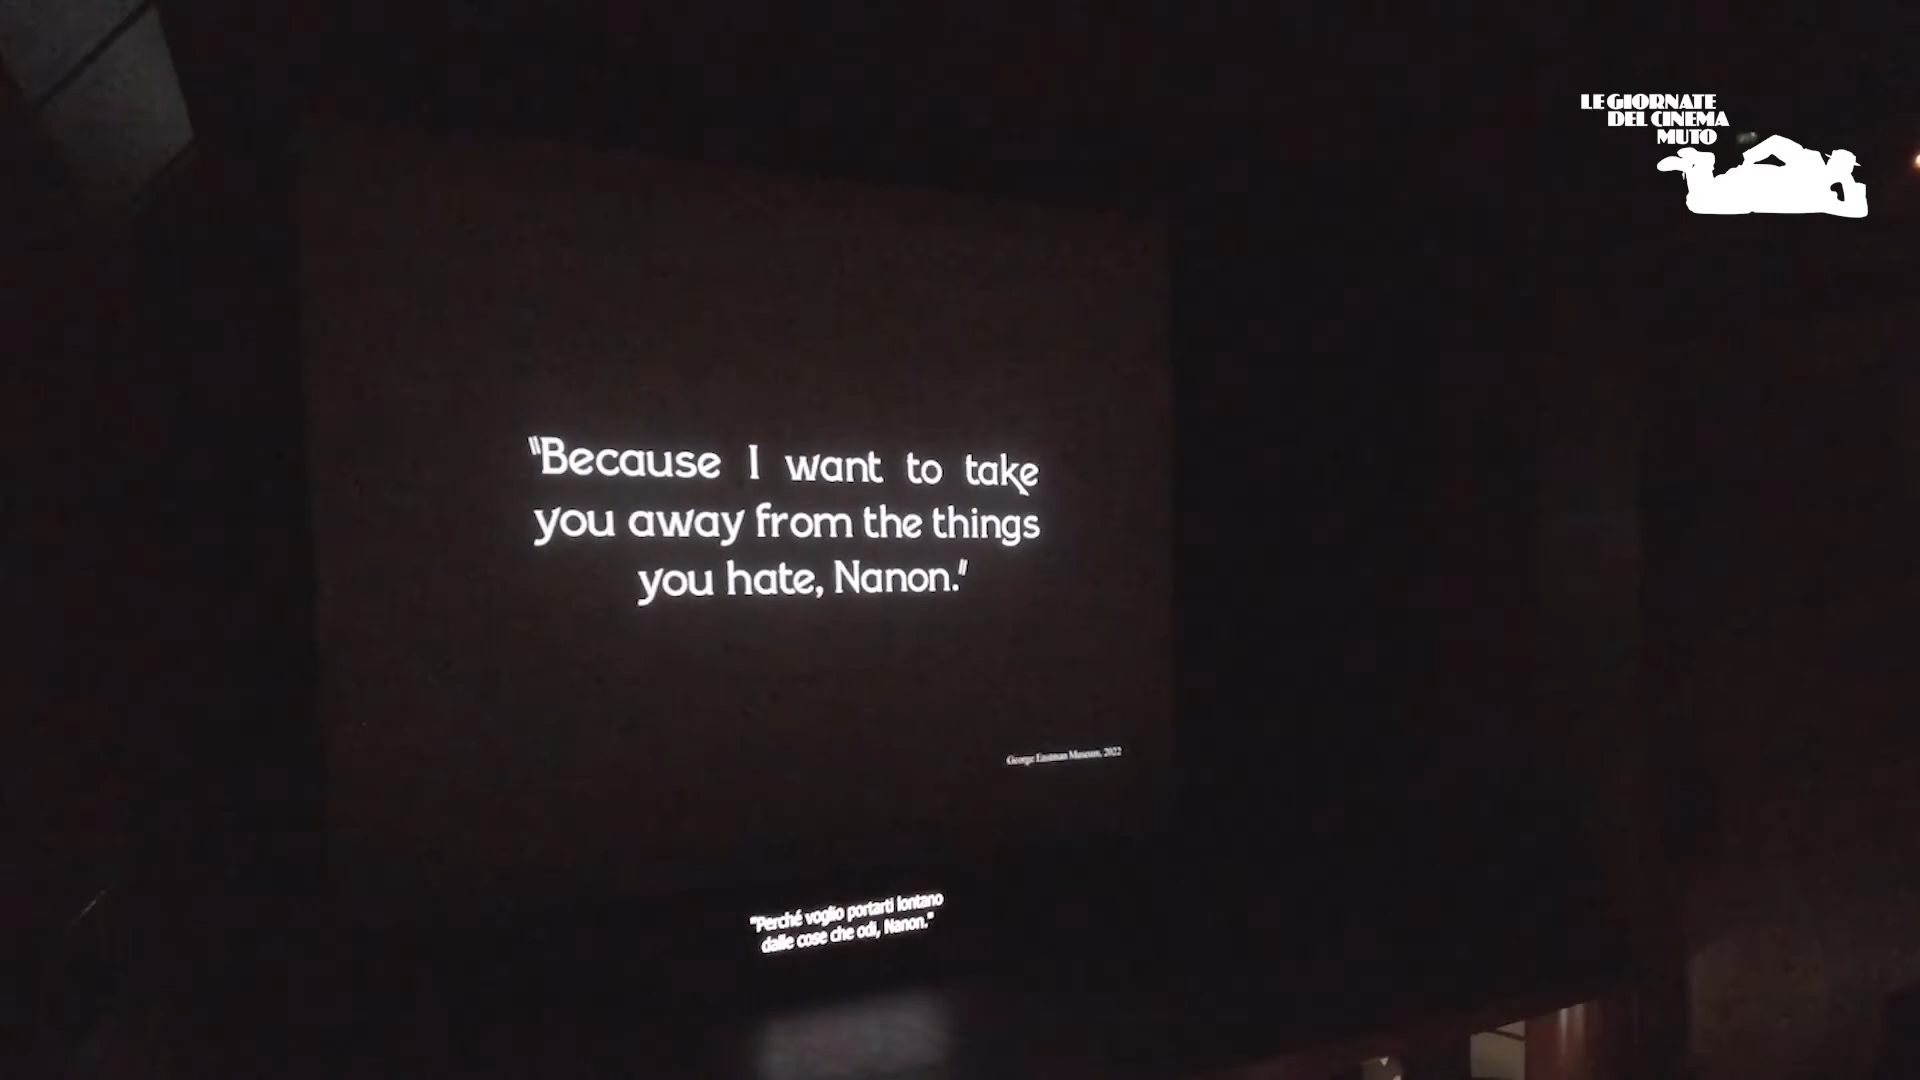 LE GIORNATE
DEL CINEMA
MUTO
"Because I want to take
you away from the things
you hate, Nanon."
George Eastman Museum, 2022
"Perché voglio portarti lontano
dalle cose che odi, Nanon."